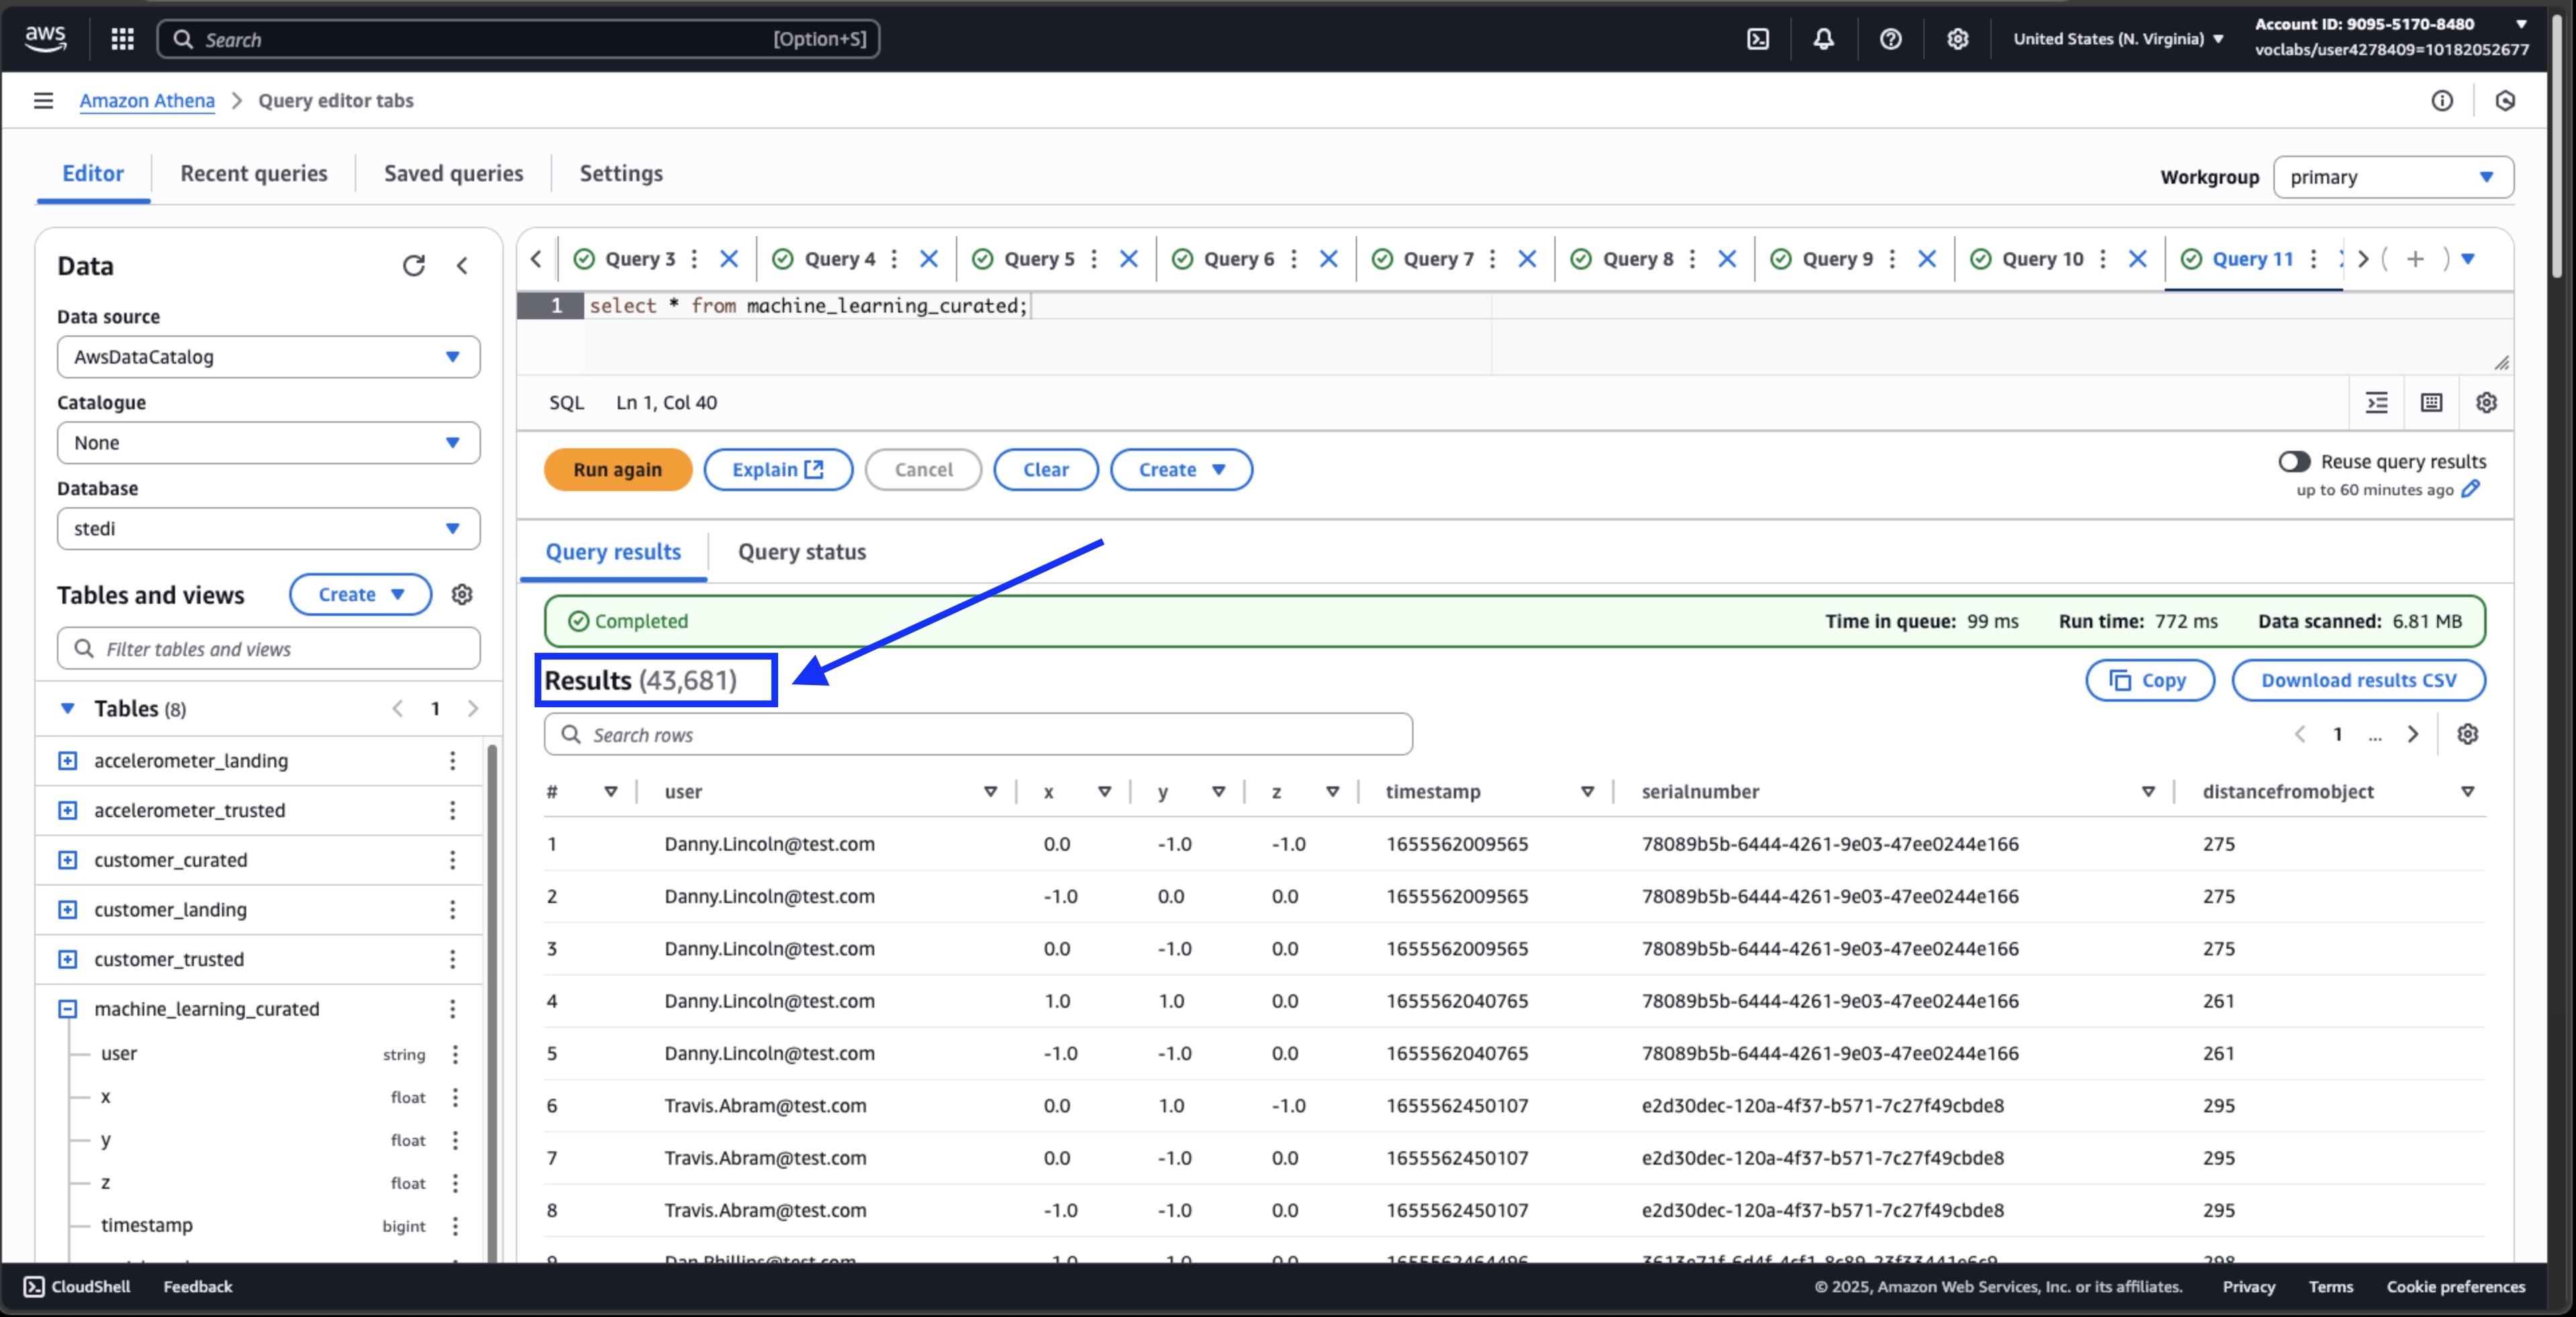 aws Search [Option+S] United States (N. Virginia) Account ID: 9095-5170-8480
voclabs/user4278409=10182052677
Amazon Athena > Query editor tabs
Editor Recent queries Saved queries Settings Workgroup primary
Data
Data source
AwsDataCatalog
Catalogue
None
Database
stedi
Tables and views Create
Filter tables and views
Tables (8) 1
accelerometer_landing
accelerometer_trusted
customer_curated
customer_landing
customer_trusted
machine_learning_curated
user string
x float
y float
z float
timestamp bigint
Query 3 Query 4 Query 5 Query 6 Query 7 Query 8 Query 9 Query 10 Query 11
1 select * from machine_learning_curated;
SQL Ln 1, Col 40
Run again Explain Cancel Clear Create Reuse query results
up to 60 minutes ago
Query results Query status
Completed Time in queue: 99 ms Run time: 772 ms Data scanned: 6.81 MB
Results (43,681) Copy Download results CSV
Search rows 1 ...
# user x y z timestamp serialnumber distancefromobject
1 Danny.Lincoln@test.com 0.0 -1.0 -1.0 1655562009565 78089b5b-6444-4261-9e03-47ee0244e166 275
2 Danny.Lincoln@test.com -1.0 0.0 0.0 1655562009565 78089b5b-6444-4261-9e03-47ee0244e166 275
3 Danny.Lincoln@test.com 0.0 -1.0 0.0 1655562009565 78089b5b-6444-4261-9e03-47ee0244e166 275
4 Danny.Lincoln@test.com 1.0 1.0 0.0 1655562040765 78089b5b-6444-4261-9e03-47ee0244e166 261
5 Danny.Lincoln@test.com -1.0 -1.0 0.0 1655562040765 78089b5b-6444-4261-9e03-47ee0244e166 261
6 Travis.Abram@test.com 0.0 1.0 -1.0 1655562450107 e2d30dec-120a-4f37-b571-7c27f49cbde8 295
7 Travis.Abram@test.com 0.0 -1.0 0.0 1655562450107 e2d30dec-120a-4f37-b571-7c27f49cbde8 295
8 Travis.Abram@test.com -1.0 -1.0 0.0 1655562450107 e2d30dec-120a-4f37-b571-7c27f49cbde8 295
CloudShell Feedback © 2025, Amazon Web Services, Inc. or its affiliates. Privacy Terms Cookie preferences